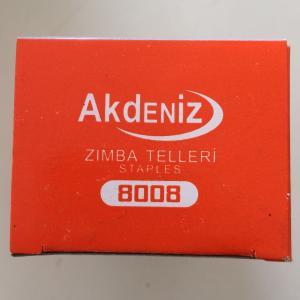 AkdENiZ
ZIMBA TELLERİ
STAPLES
8008